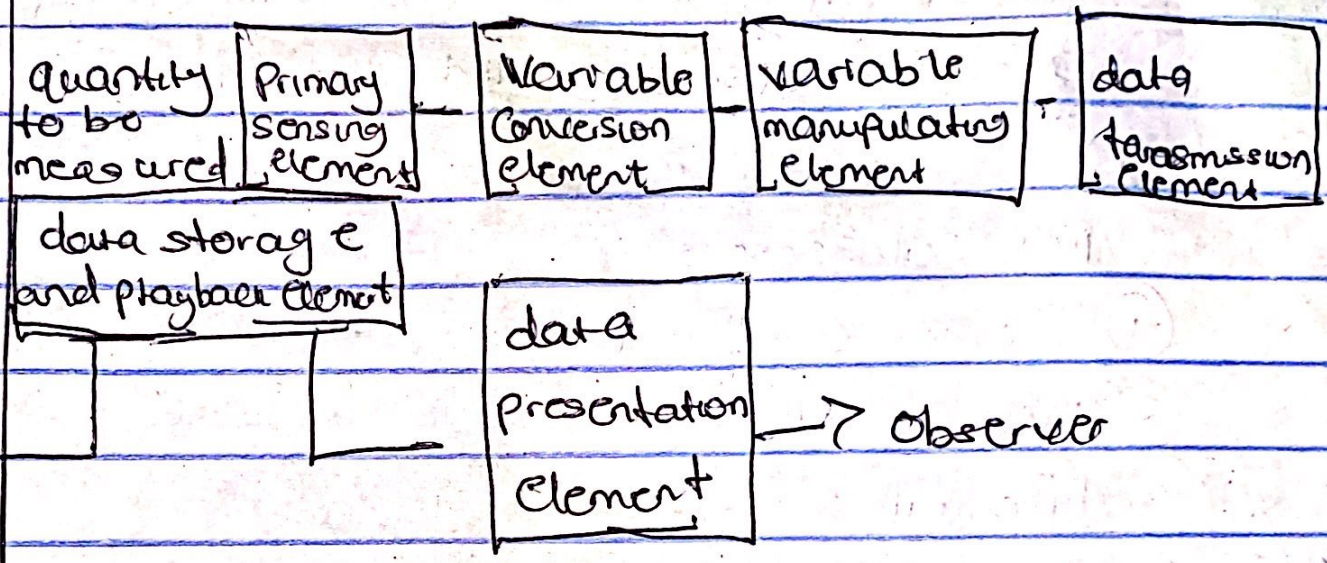 quantity
to be
measured
Primary
sensing
element
Variable
Conversion
element
variable
manipulating
element
data
transmission
element
data storage
and playback element
data
presentation
element
Observer